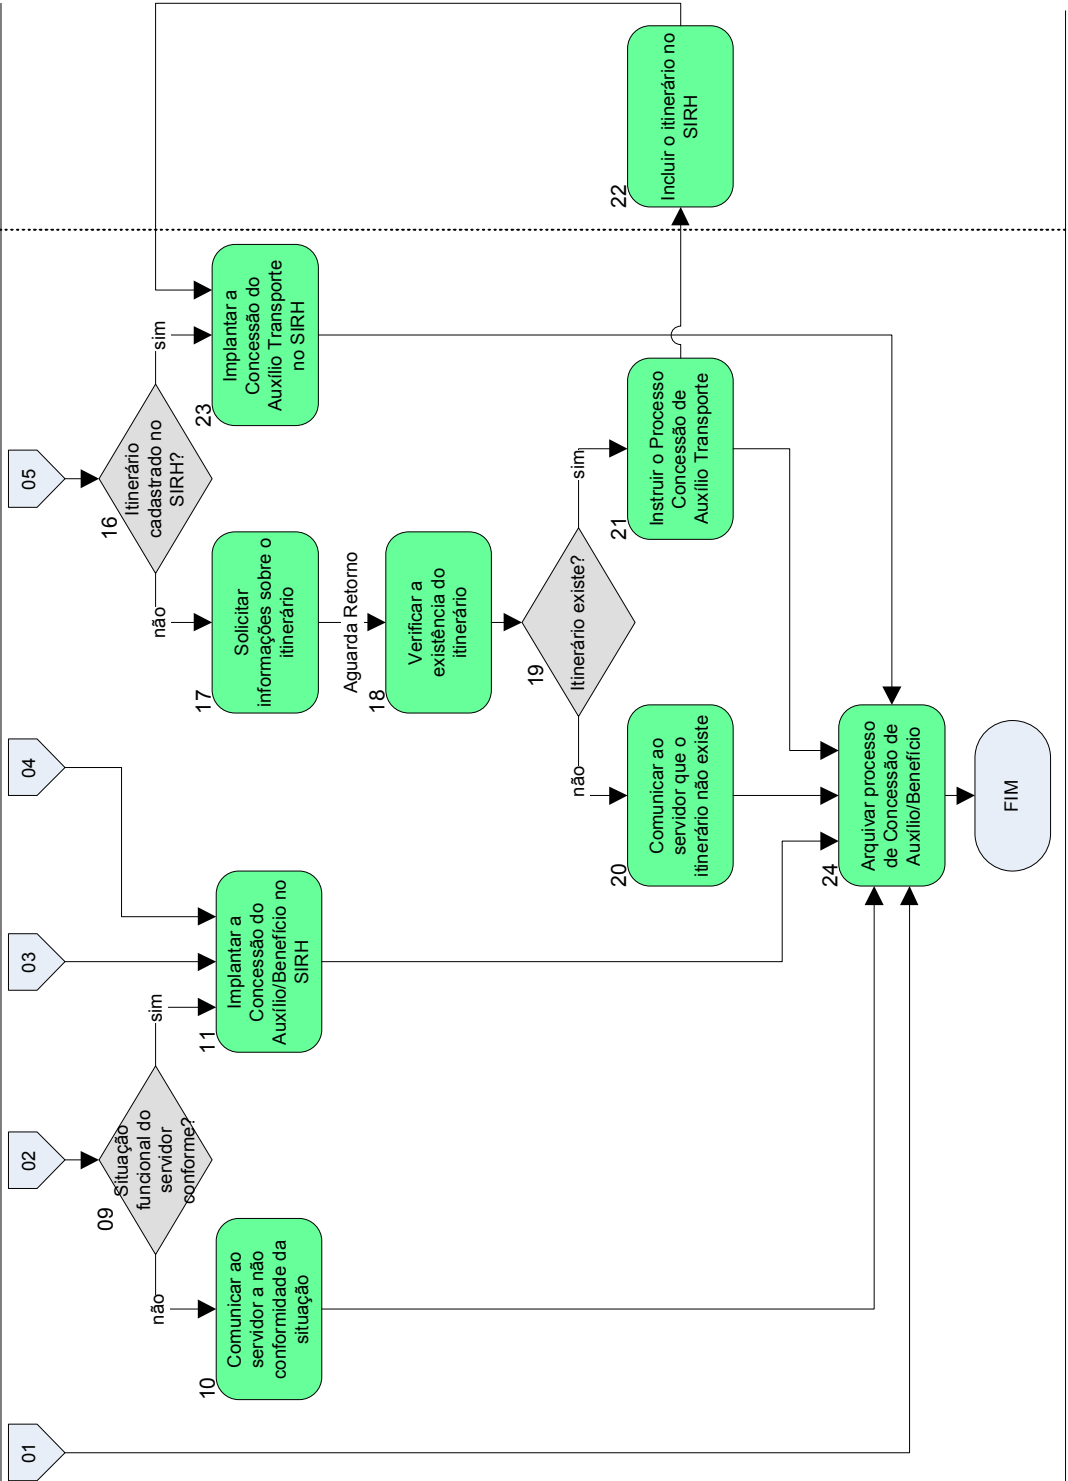 01
02
03
04
05
09
Situação
funcional do
servidor
conforme?
não
sim
10
Comunicar ao
servidor a não
conformidade da
situação
11
Implantar a
Concessão do
Auxílio/Benefício no
SIRH
16
Itinerário
cadastrado no
SIRH?
não
sim
17
Solicitar
informações sobre o
itinerário
Aguarda Retorno
18
Verificar a
existência do
itinerário
19
Itinerário existe?
não
sim
20
Comunicar ao
servidor que o
itinerário não existe
21
Instruir o Processo
Concessão de
Auxílio Transporte
22
Incluir o itinerário no
SIRH
23
Implantar a
Concessão do
Auxílio Transporte
no SIRH
24
Arquivar processo
de Concessão de
Auxílio/Benefício
FIM